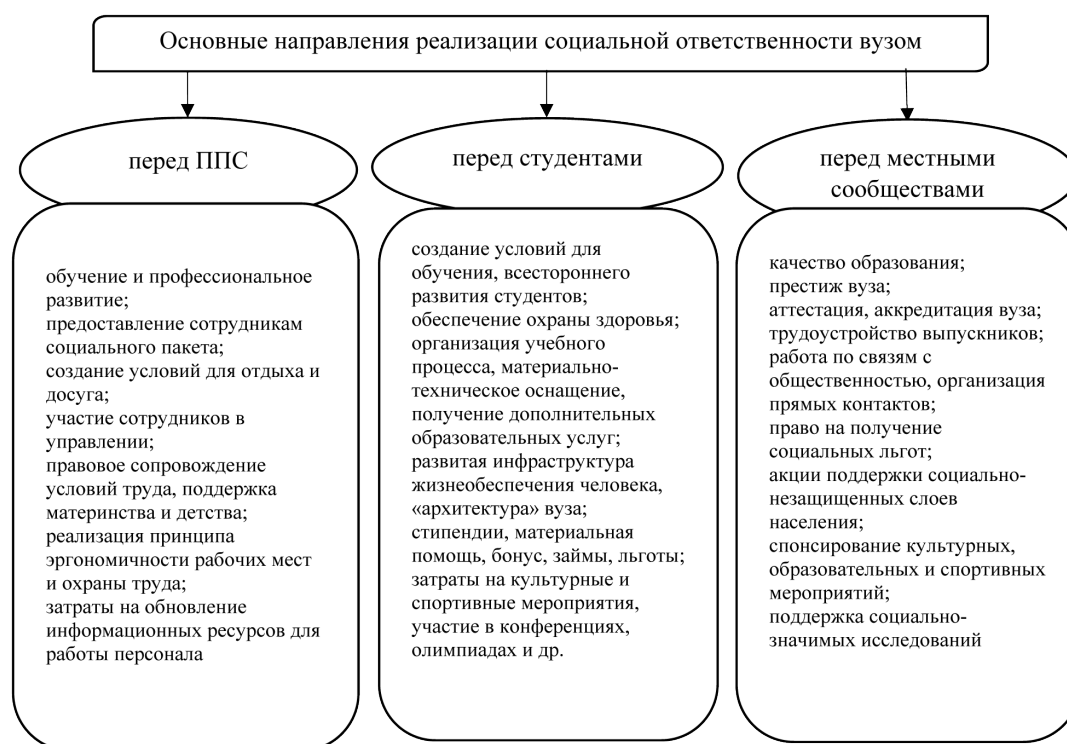 Основные направления реализации социальной ответственности вузом
перед ППС
обучение и профессиональное
развитие;
предоставление сотрудникам
социального пакета;
создание условий для отдыха и
досуга;
участие сотрудников в
управлении;
правовое сопровождение
условий труда, поддержка
материнства и детства;
реализация принципа
эргономичности рабочих мест
и охраны труда;
затраты на обновление
информационных ресурсов для
работы персонала
перед студентами
создание условий для
обучения, всестороннего
развития студентов;
обеспечение охраны здоровья;
организация учебного
процесса, материально-
техническое оснащение,
получение дополнительных
образовательных услуг;
развитая инфраструктура
жизнеобеспечения человека,
«архитектура» вуза;
стипендии, материальная
помощь, бонус, займы, льготы;
затраты на культурные и
спортивные мероприятия,
участие в конференциях,
олимпиадах и др.
перед местными
сообществами
качество образования;
престиж вуза;
аттестация, аккредитация вуза;
трудоустройство выпускников;
работа по связям с
общественностью, организация
прямых контактов;
право на получение
социальных льгот;
акции поддержки социально-
незащищенных слоев
населения;
спонсирование культурных,
образовательных и спортивных
мероприятий;
поддержка социально-
значимых исследований